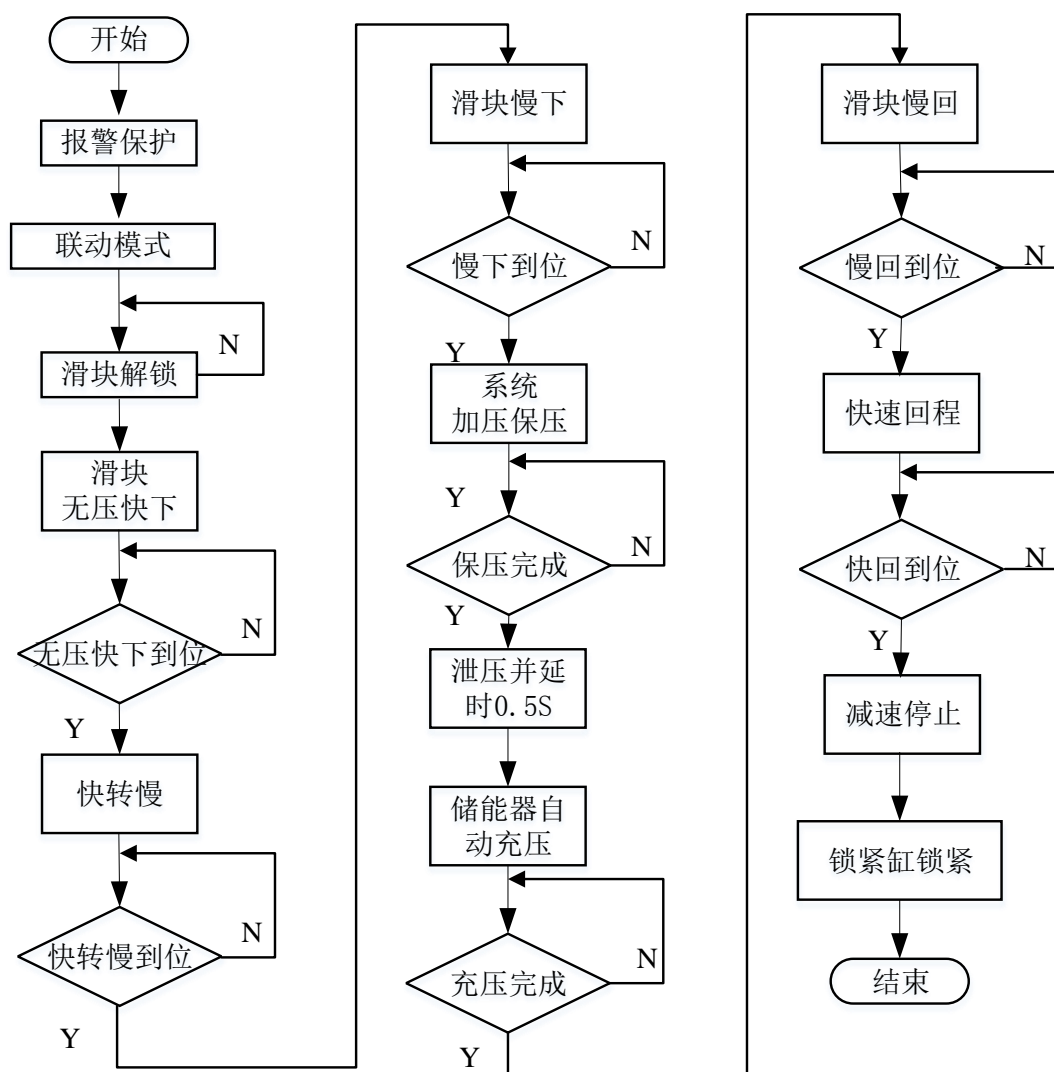 开始
报警保护
联动模式
N
滑块解锁
滑块
无压快下
N
无压快下到位
Y
快转慢
N
快转慢到位
Y
滑块慢下
N
慢下到位
Y
系统
加压保压
Y
N
保压完成
Y
泄压并延
时0.5S
储能器自
动充压
N
充压完成
Y
滑块慢回
N
慢回到位
Y
快速回程
N
快回到位
Y
减速停止
锁紧缸锁紧
结束